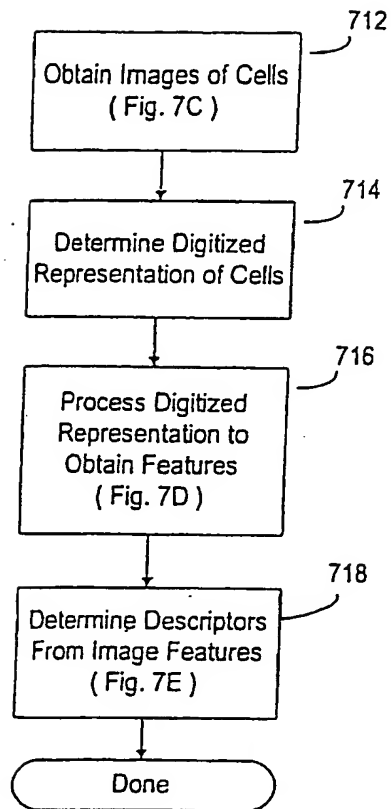 712
Obtain Images of Cells
( Fig. 7C )
714
Determine Digitized
Representation of Cells
716
Process Digitized
Representation to
Obtain Features
( Fig. 7D )
718
Determine Descriptors
From Image Features
( Fig. 7E )
Done